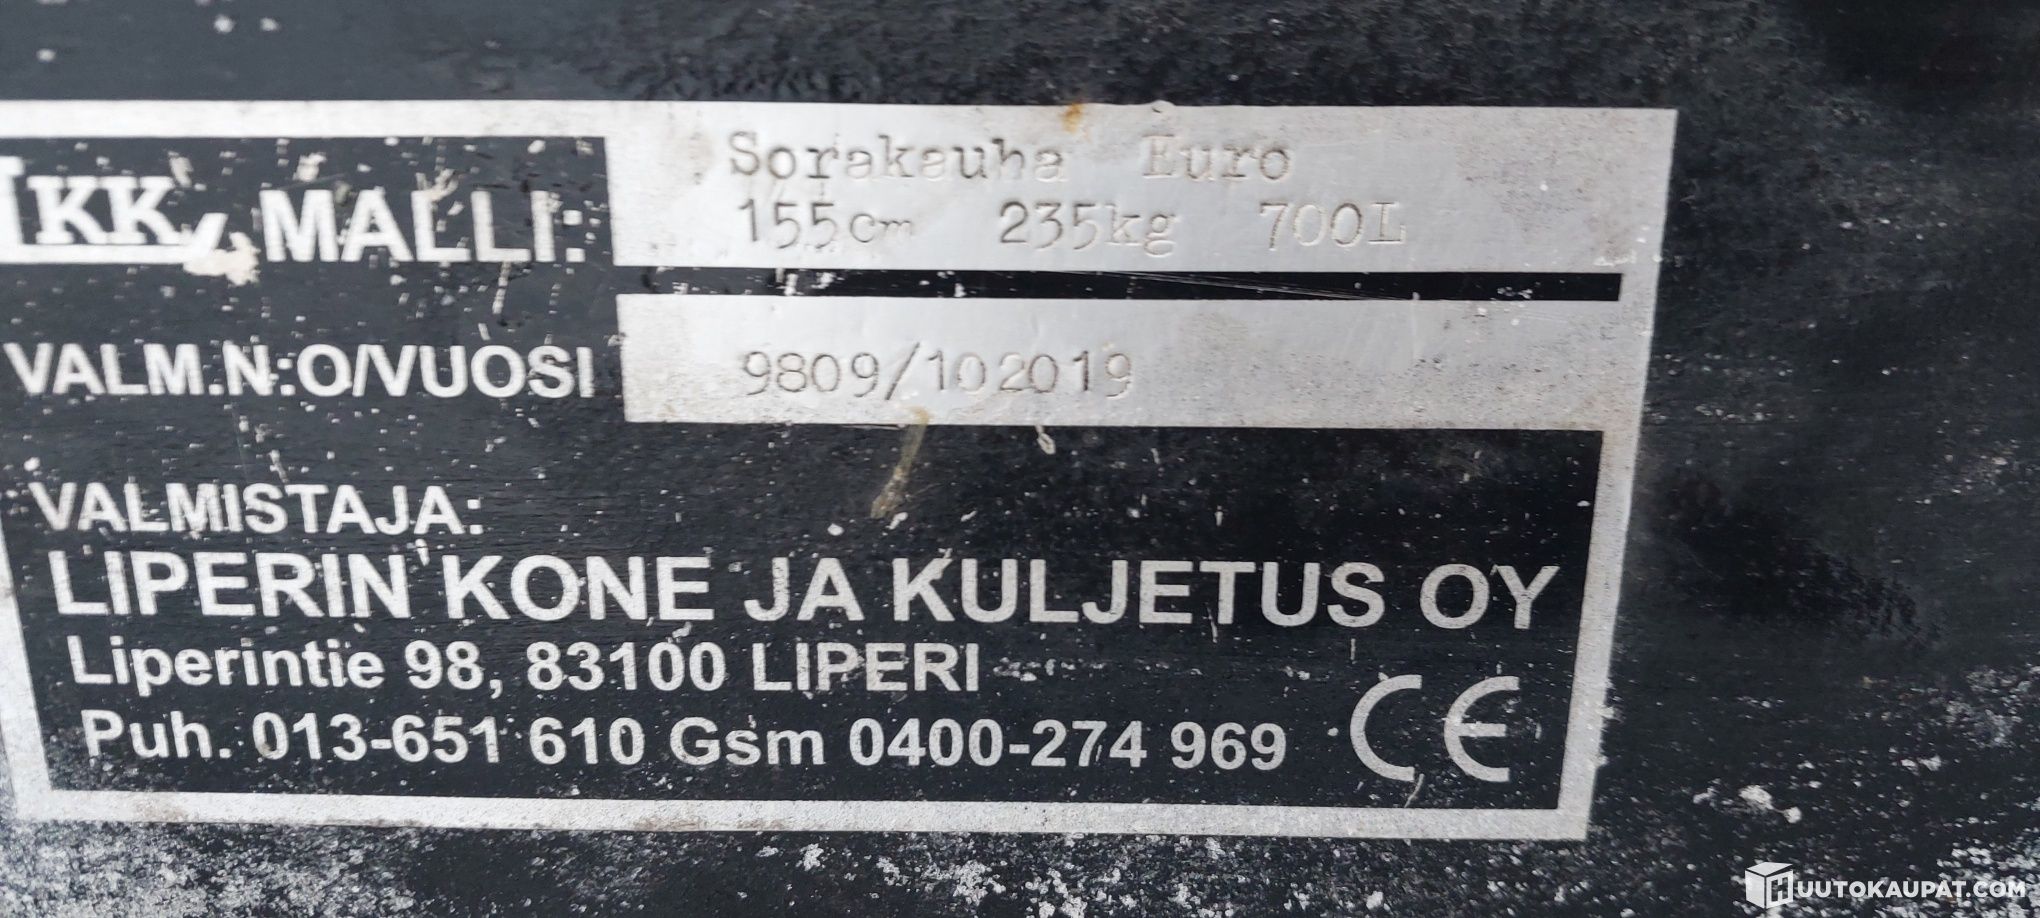 LKK MALLI: Sorakauha Euro
155cm 235kg 700L
VALM.N:O/VUOSI 9809/102019
VALMISTAJA:
LIPERIN KONE JA KULJETUS OY
Liperintie 98, 83100 LIPERI
Puh. 013-651 610 Gsm 0400-274 969 CE
HUUTOKAUPAT.COM